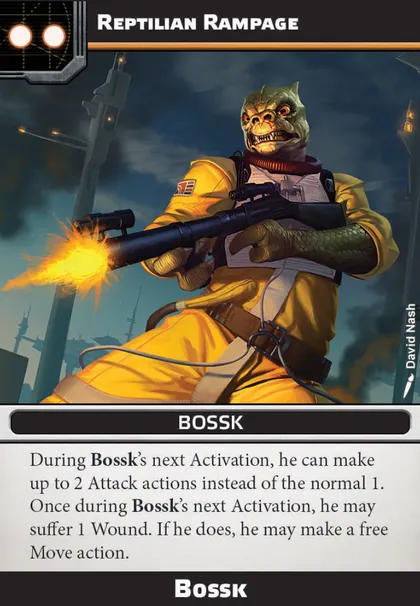 Reptilian Rampage
David Nash
BOSSK
During Bossk's next Activation, he can make
up to 2 Attack actions instead of the normal 1.
Once during Bossk's next Activation, he may
suffer 1 Wound. If he does, he may make a free
Move action.
Bossk